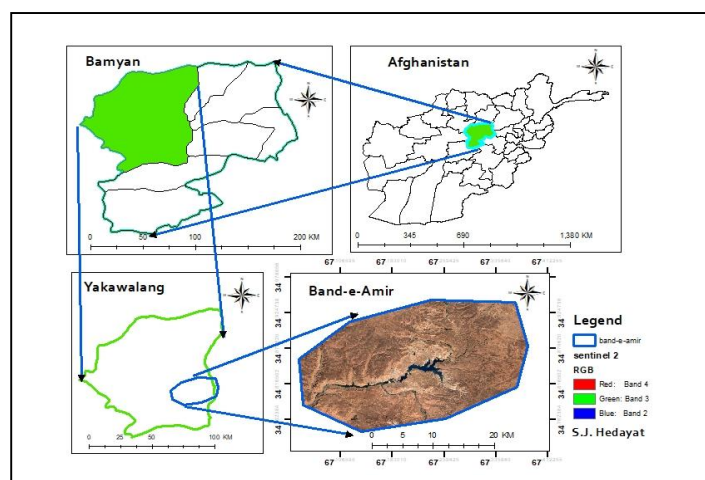 Bamyan
0 50 100 200 KM
Afghanistan
0 345 690 1,380 KM
Yakawalang
0 25 50 100 KM
Band-e-Amir
67 67 67 67 67
34 34 34 34
34 34 34 34
0 5 10 20 KM
67 67 67 67 67
Legend
band-e-amir
sentinel 2
RGB
Red: Band 4
Green: Band 3
Blue: Band 2
S.J. Hedayat